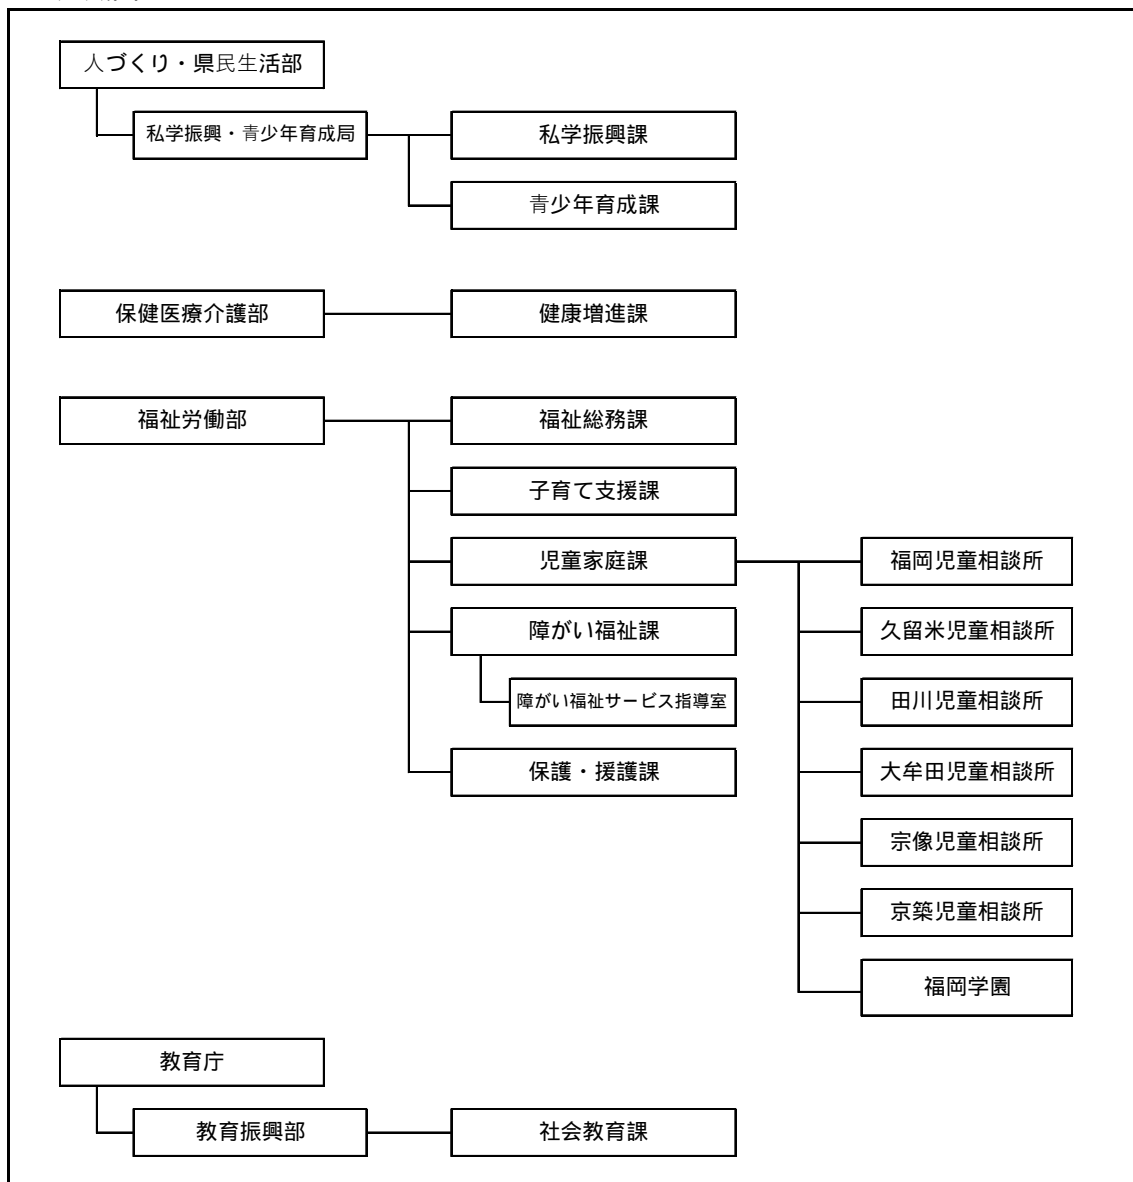 人づくり・県民生活部
私学振興・青少年育成局
私学振興課
青少年育成課
保健医療介護部
健康増進課
福祉労働部
福祉総務課
子育て支援課
児童家庭課
福岡児童相談所
障がい福祉課
久留米児童相談所
障がい福祉サービス指導室
田川児童相談所
保護・援護課
大牟田児童相談所
宗像児童相談所
京築児童相談所
福岡学園
教育庁
教育振興部
社会教育課